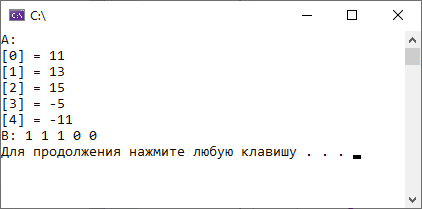 C:\
A:
[0] = 11
[1] = 13
[2] = 15
[3] = -5
[4] = -11
B: 1 1 1 0 0
Для продолжения нажмите любую клавишу . . .